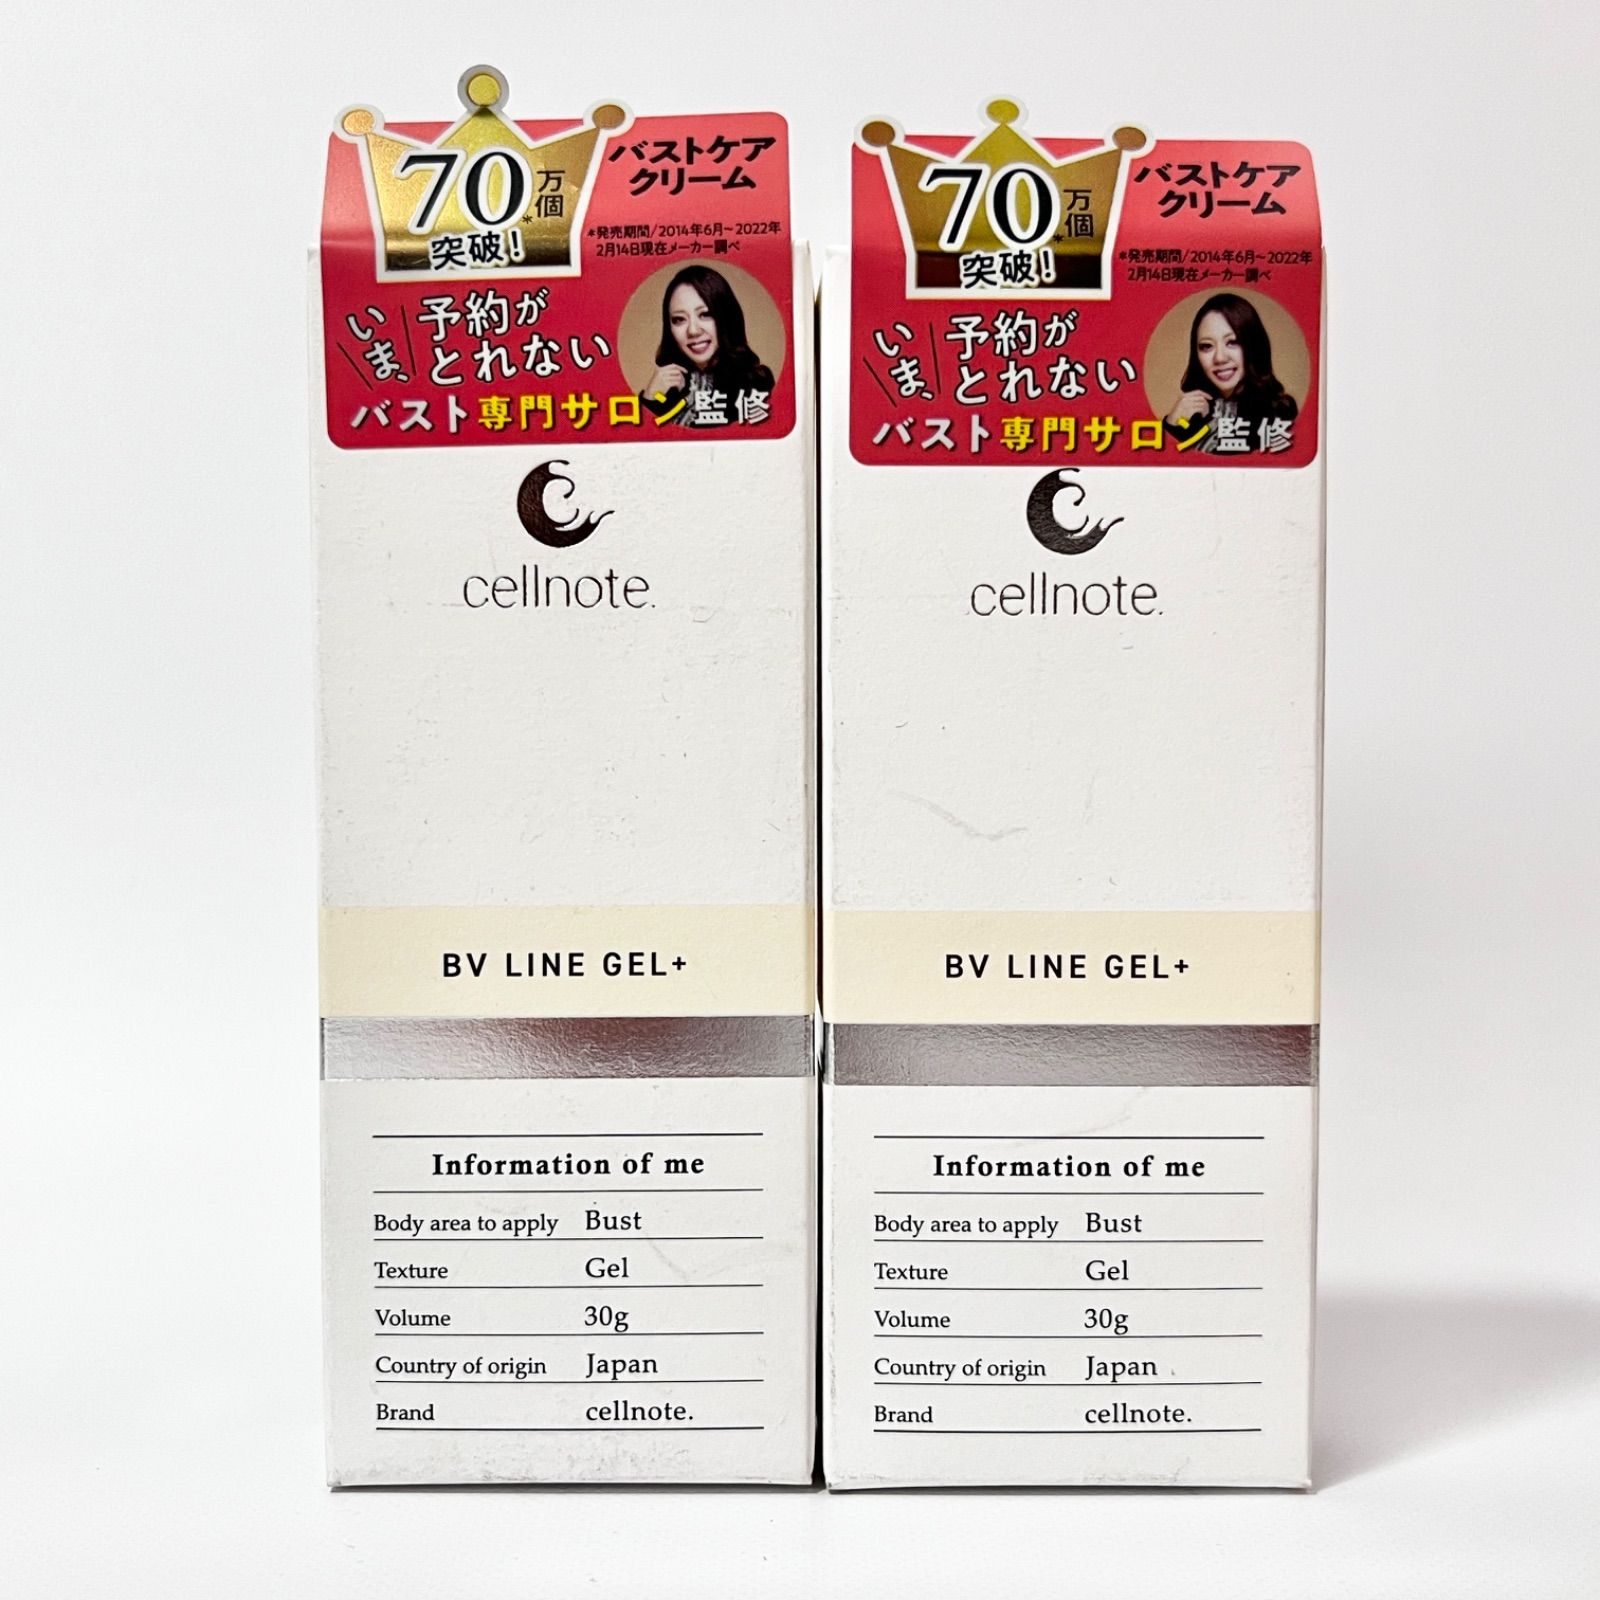 70万個*
突破!
バストケア
クリーム
*発売期間/2014年6月～2022年
2月14日現在メーカー調べ
いま、
予約が
とれない
バスト専門サロン監修
cellnote.
BV LINE GEL+
Information of me
Body area to apply Bust
Texture Gel
Volume 30g
Country of origin Japan
Brand cellnote.
70万個*
突破!
バストケア
クリーム
*発売期間/2014年6月～2022年
2月14日現在メーカー調べ
いま、
予約が
とれない
バスト専門サロン監修
cellnote.
BV LINE GEL+
Information of me
Body area to apply Bust
Texture Gel
Volume 30g
Country of origin Japan
Brand cellnote.